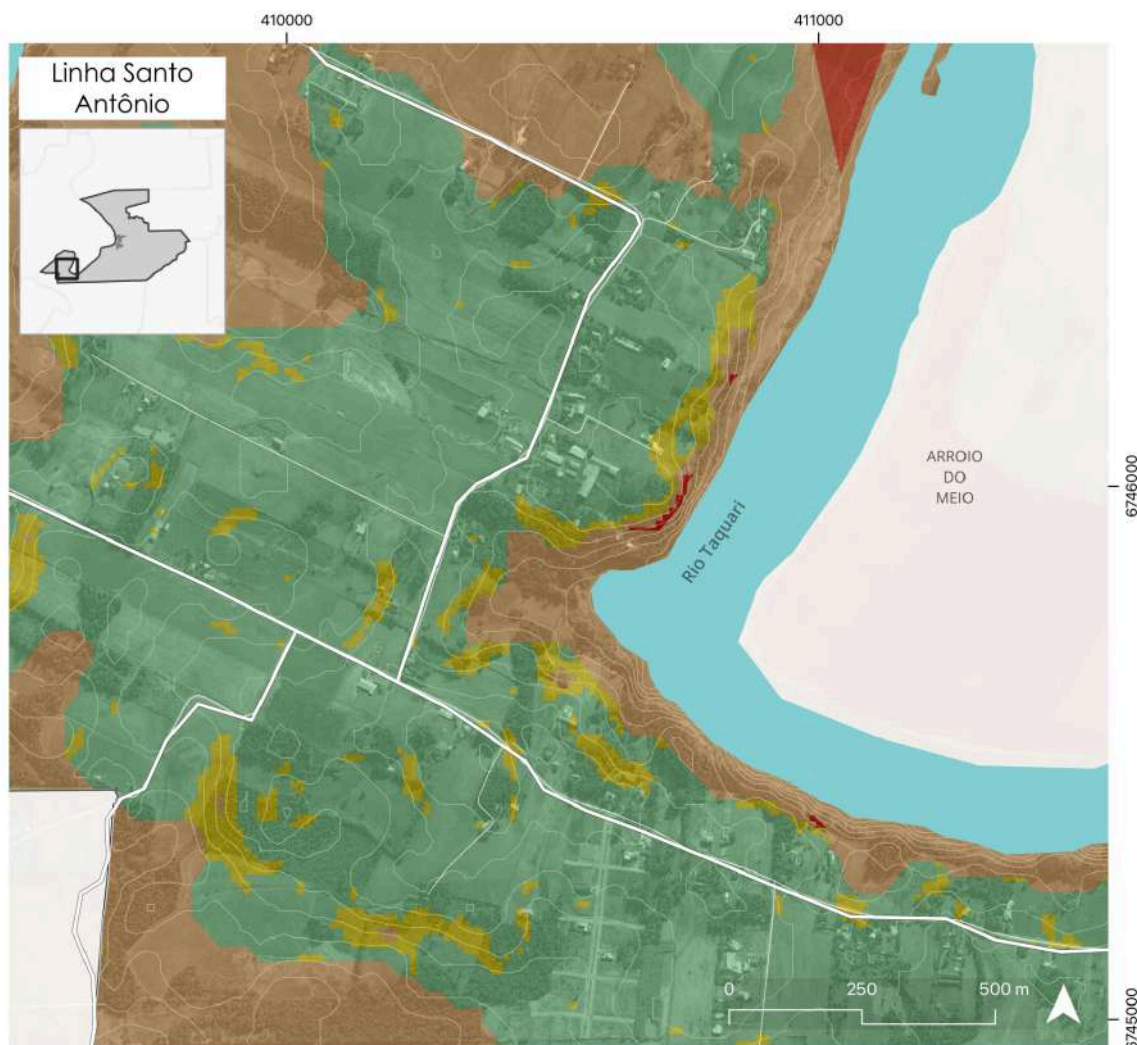 410000
411000
Linha Santo
Antônio
ARROIO
DO
MEIO
6746000
Rio Taquari
0
250
500 m
6745000